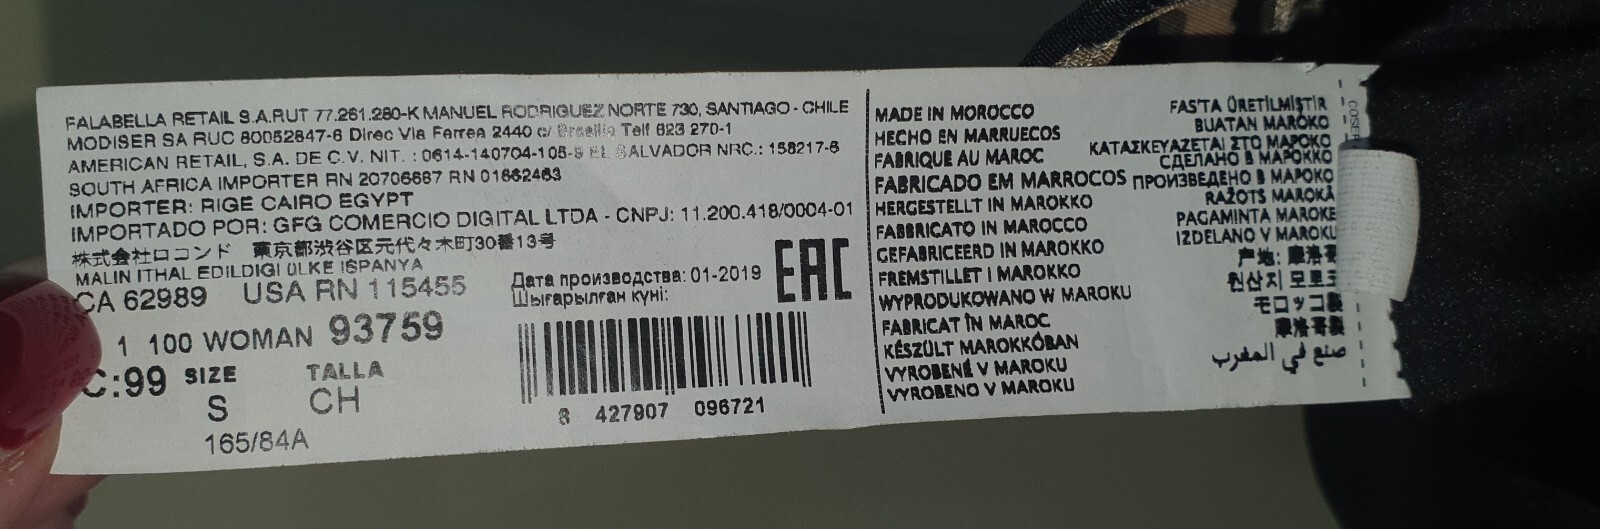 FALABELLA RETAIL S.A.RUT 77.261.280-K MANUEL RODRIGUEZ NORTE 730, SANTIAGO - CHILE
MODISER SA RUC 80052847-6 Direc Via Ferrea 2440 c/ Brasilia Telf 623 270-1
AMERICAN RETAIL, S.A. DE C.V. NIT. : 0614-140704-105-9 EL SALVADOR NRC.: 158217-6
SOUTH AFRICA IMPORTER RN 20706667 RN 01662463
IMPORTER: RIGE CAIRO EGYPT
IMPORTADO POR: GFG COMERCIO DIGITAL LTDA - CNPJ: 11.200.418/0004-01
株式会社ロコンド 東京都渋谷区元代々木町30番13号
MALIN ITHAL EDILDIGI ÜLKE ISPANYA
CA 62989 USA RN 115455
1 100 WOMAN 93759
C:99 SIZE TALLA
S CH
165/84A
Дата производства: 01-2019
Шығарылған күні:
EAC
8 427907 096721
MADE IN MOROCCO
HECHO EN MARRUECOS
FABRIQUE AU MAROC
FABRICADO EM MARROCOS
HERGESTELLT IN MAROKKO
FABBRICATO IN MAROCCO
GEFABRICEERD IN MAROKKO
FREMSTILLET I MAROKKO
WYPRODUKOWANO W MAROKU
FABRICAT ÎN MAROC
KÉSZÜLT MAROKKÓBAN
VYROBENÉ V MAROKU
VYROBENO V MAROKU
FAS'TA ÜRETİLMİŞTİR
BUATAN MAROKO
ΚΑΤΑΣΚΕΥΑΖΕΤΑΙ ΣΤΟ ΜΑΡΟΚΟ
СДЕЛАНО В МАРОККО
ПРОИЗВЕДЕНО В МАРОКО
RAŽOTS MAROKĀ
PAGAMINTA MAROKE
IZDELANO V MAROKU
产地: 摩洛哥
원산지 모로코
モロッコ製
摩洛哥製
صنع في المغرب